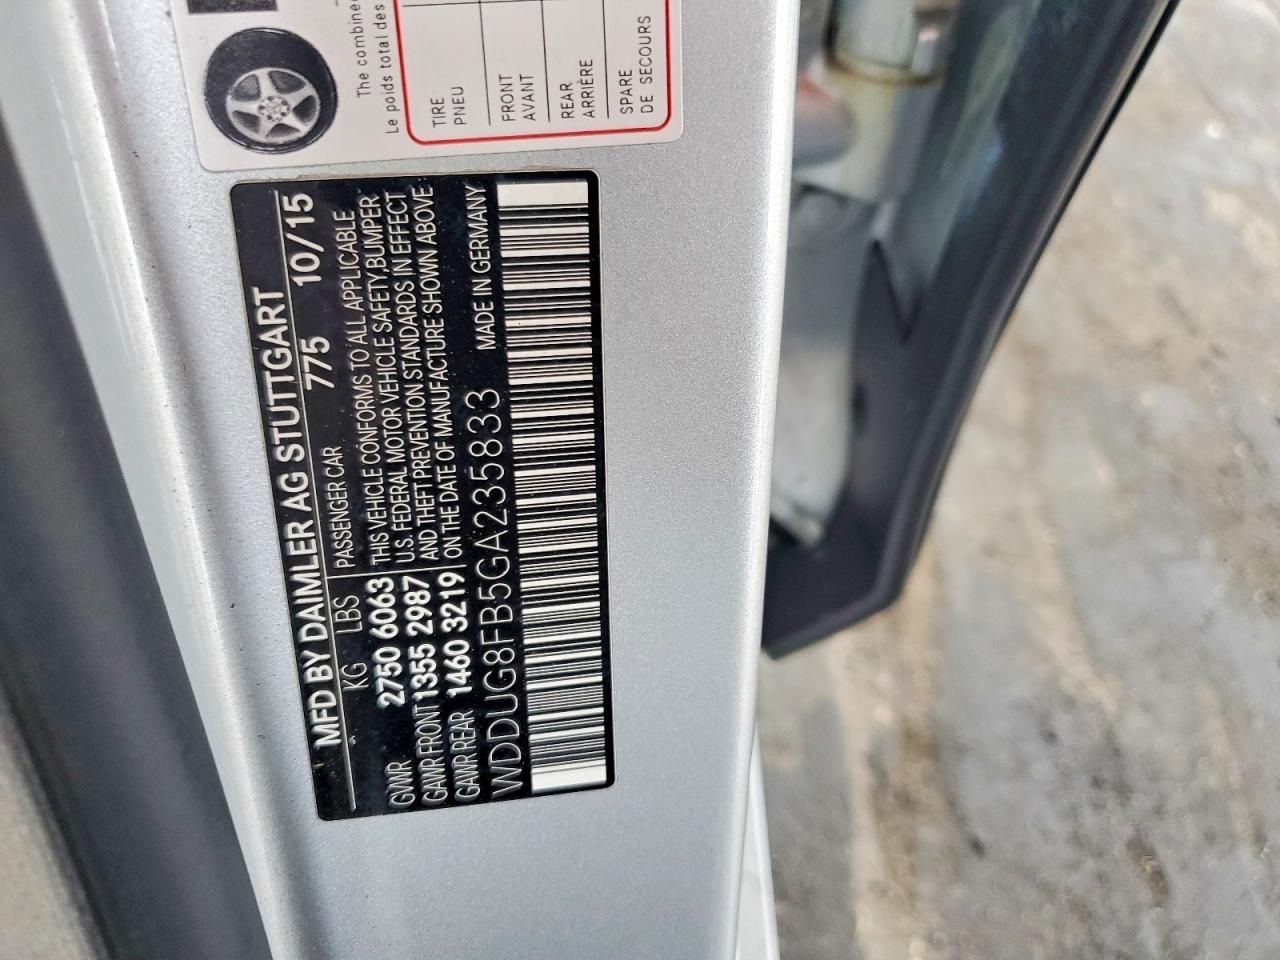 The combined
Le poids total des
TIRE
PNEU
FRONT
AVANT
REAR
ARRIÈRE
SPARE
DE SECOURS
MFD BY DAIMLER AG STUTTGART
KG LBS PASSENGER CAR 775 10/15
GVWR 2750 6063
GAWR FRONT 1355 2987
GAWR REAR 1460 3219
THIS VEHICLE CONFORMS TO ALL APPLICABLE
U.S. FEDERAL MOTOR VEHICLE SAFETY,BUMPER
AND THEFT PREVENTION STANDARDS IN EFFECT
ON THE DATE OF MANUFACTURE SHOWN ABOVE:
WDDUG8FB5GA235833 MADE IN GERMANY